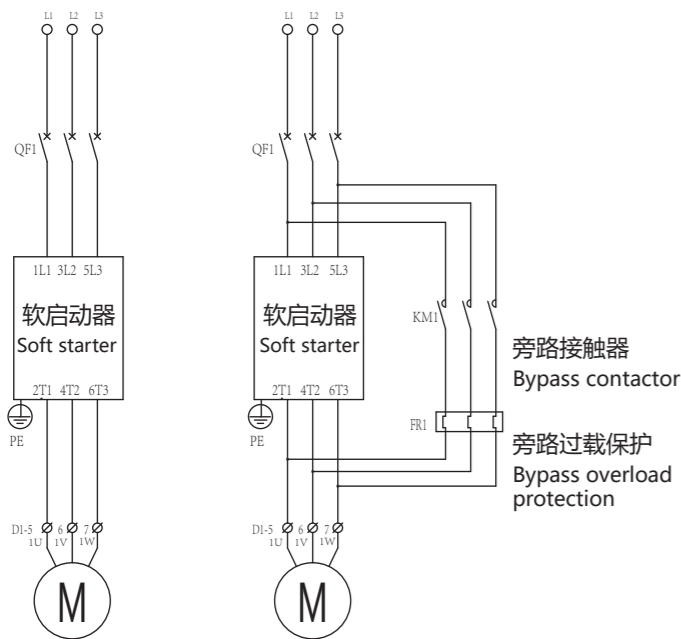 L1 L2 L3
QF1
1L1 3L2 5L3
软启动器
Soft starter
2T1 4T2 6T3
PE
D1-5 6 7
1U 1V 1W
M
L1 L2 L3
QF1
1L1 3L2 5L3
软启动器
Soft starter
2T1 4T2 6T3
PE
KM1
旁路接触器
Bypass contactor
FR1
旁路过载保护
Bypass overload
protection
D1-5 6 7
1U 1V 1W
M